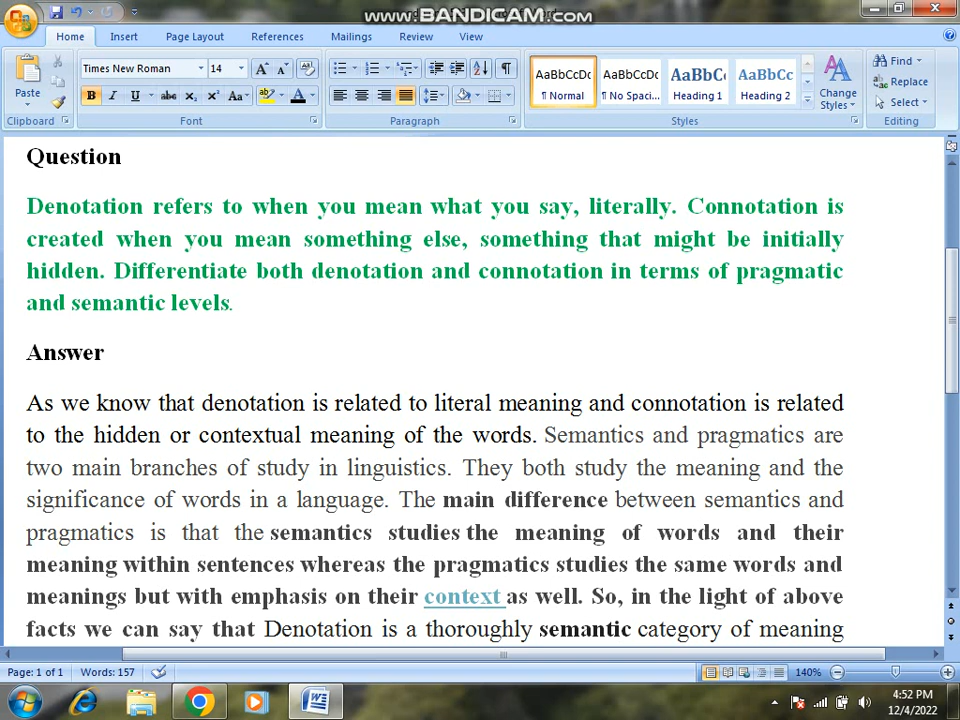 www.BANDICAM.com
Home Insert Page Layout References Mailings Review View
Paste
Clipboard
Times New Roman 14
B I U abc X₂ X² Aa
Font
Paragraph
AaBbCcDc AaBbCcDc AaBbC AaBbCc
¶ Normal ¶ No Spaci... Heading 1 Heading 2
Change Styles
Styles
Find
Replace
Select
Editing
Question
Denotation refers to when you mean what you say, literally. Connotation is
created when you mean something else, something that might be initially
hidden. Differentiate both denotation and connotation in terms of pragmatic
and semantic levels.
Answer
As we know that denotation is related to literal meaning and connotation is related
to the hidden or contextual meaning of the words. Semantics and pragmatics are
two main branches of study in linguistics. They both study the meaning and the
significance of words in a language. The main difference between semantics and
pragmatics is that the semantics studies the meaning of words and their
meaning within sentences whereas the pragmatics studies the same words and
meanings but with emphasis on their context as well. So, in the light of above
facts we can say that Denotation is a thoroughly semantic category of meaning
Page: 1 of 1 Words: 157 140%
4:52 PM
12/4/2022